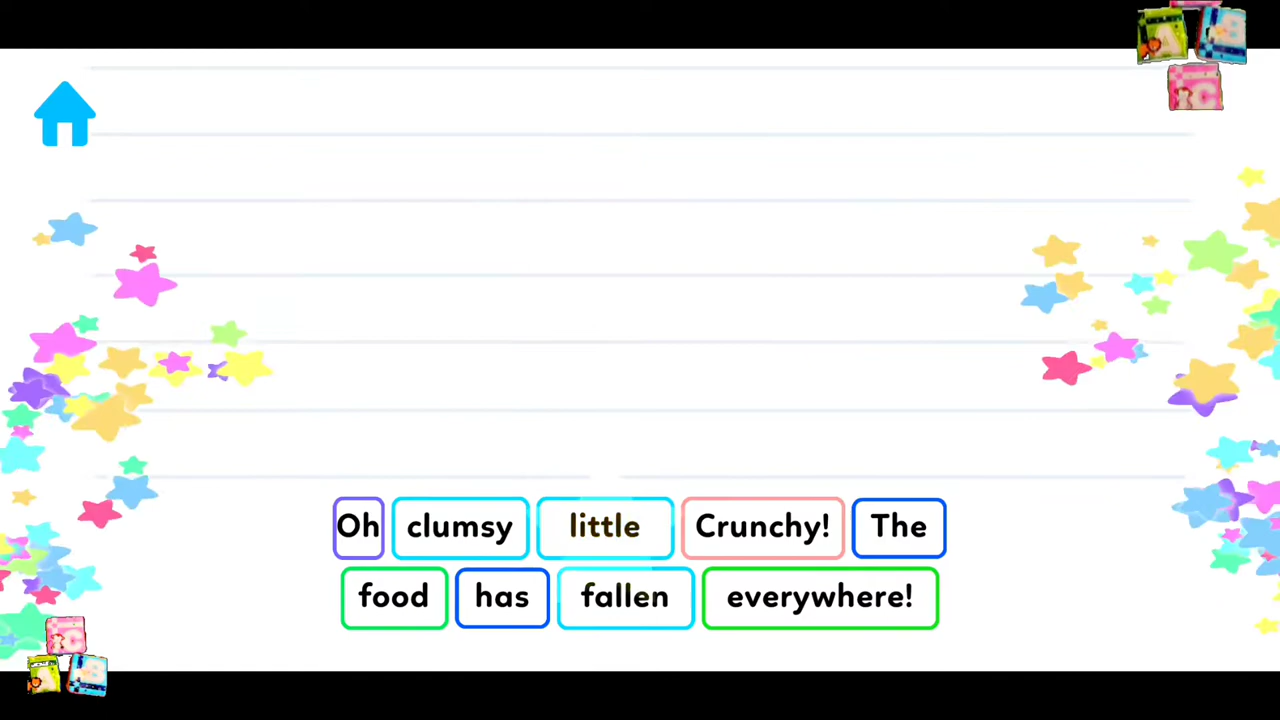 Oh clumsy little Crunchy! The
food has fallen everywhere!